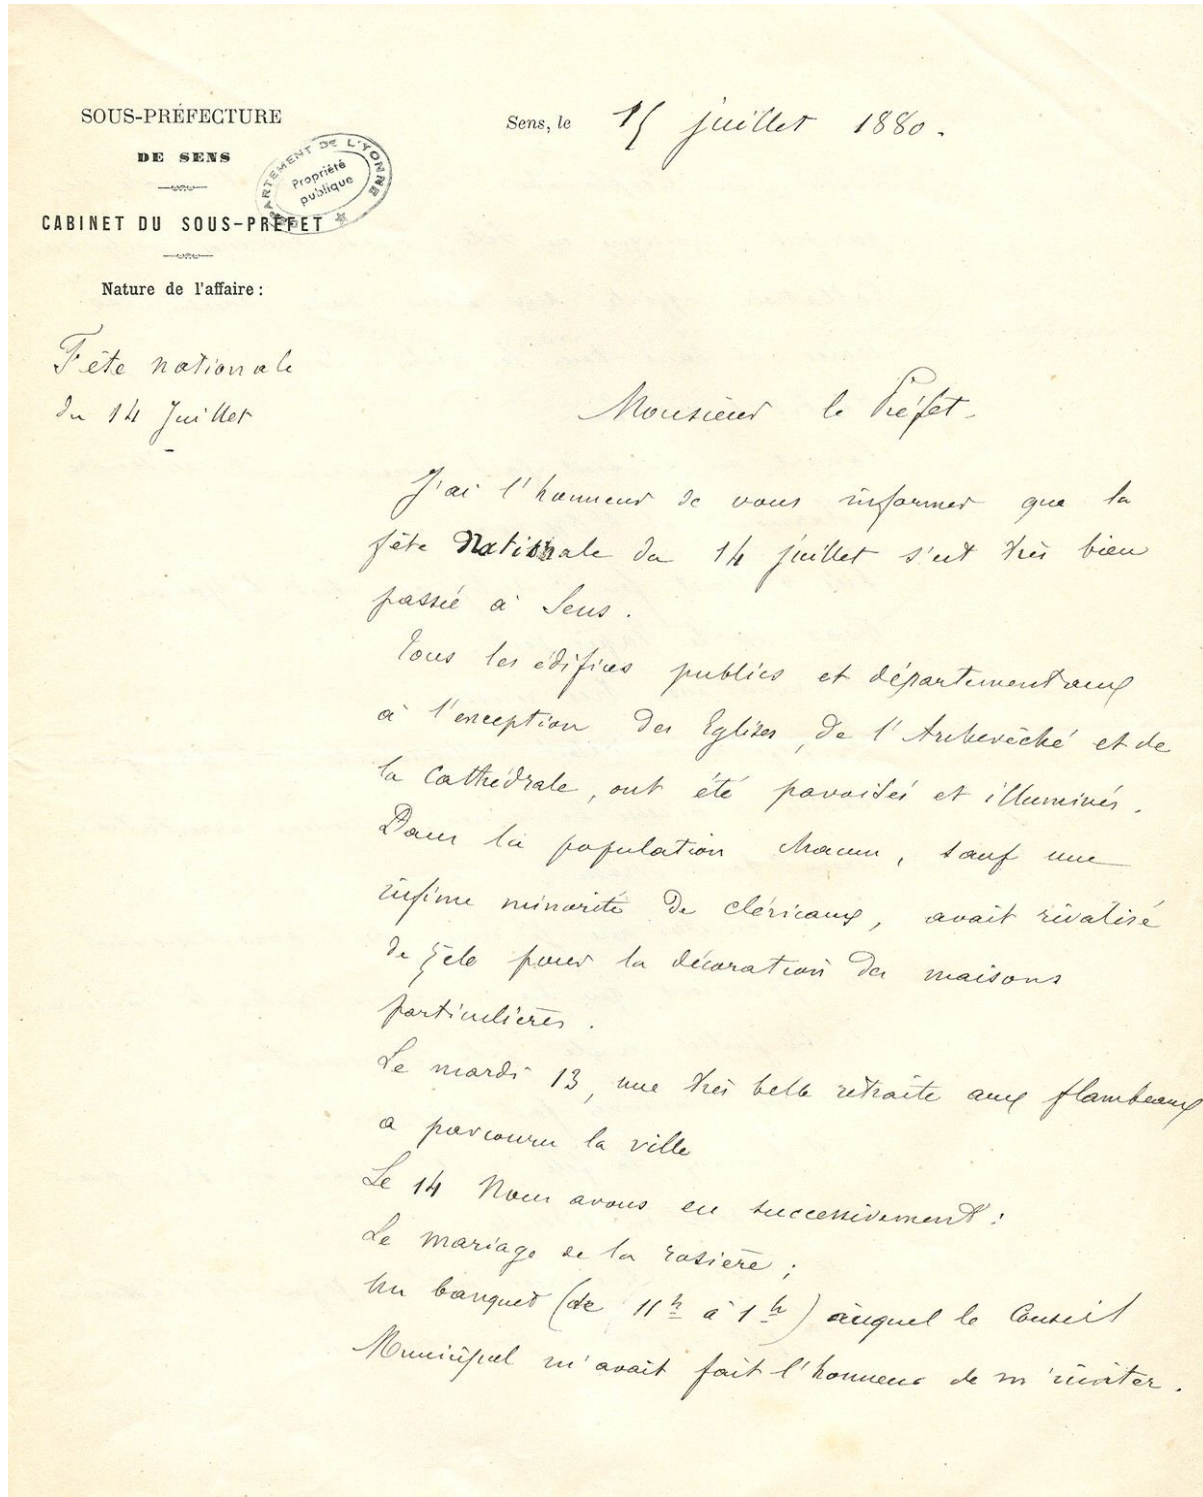 SOUS-PRÉFECTURE
DE SENS
CABINET DU SOUS-PRÉFET
Nature de l'affaire :
Fête nationale
du 14 Juillet
DÉPARTEMENT DE L'YONNE
Propriété
publique
Sens, le 15 juillet 1880.
Monsieur le Préfet.
J'ai l'honneur de vous informer que la
fête Nationale du 14 juillet s'est très bien
passée à Sens.
Tous les édifices publics et départementaux
à l'exception des Eglises, de l'Archevêché et de
la Cathédrale, ont été pavoisés et illuminés.
Dans la population chacun, sauf une
infime minorité de cléricaux, avait rivalisé
de zèle pour la décoration des maisons
particulières.
Le mardi 13, une très belle retraite aux flambeaux
a parcouru la ville
Le 14 Nous avons eu successivement :
Le mariage de la rosière ;
Un banquet (de 11h à 1h) auquel le Conseil
Municipal m'avait fait l'honneur de m'inviter.